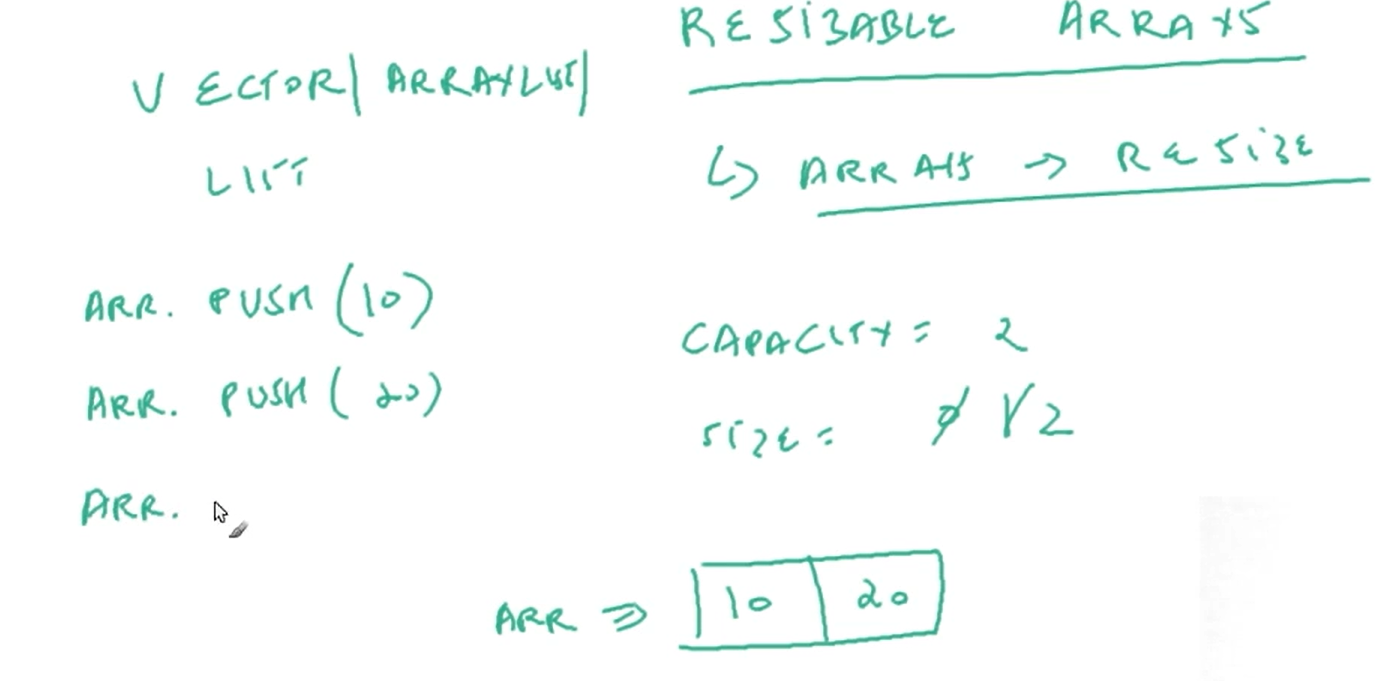 RESIZABLE ARRAYS
VECTOR/ ARRAYLIST/
LIST
↳ ARRAYS → RESIZE
ARR. PUSH (10)
ARR. PUSH ( 20)
ARR.
CAPACITY = 2
SIZE = 0 1 2
ARR ⇒ 10 20